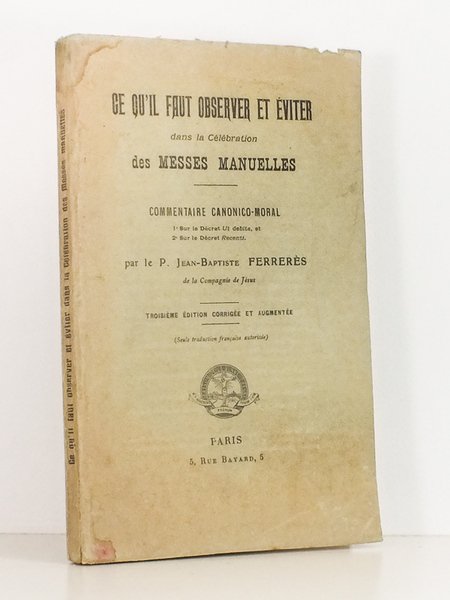 CE QU'IL FAUT OBSERVER ET ÉVITER
dans la Célébration
des MESSES MANUELLES
COMMENTAIRE CANONICO-MORAL
1º Sur le Décret Ut debita, et
2º Sur le Décret Recenti.
par le P. JEAN-BAPTISTE FERRERÈS
de la Compagnie de Jésus
TROISIÈME ÉDITION CORRIGÉE ET AUGMENTÉE
(Seule traduction française autorisée)
PARIS
5, RUE BAYARD, 5
Ce qu'il faut observer et éviter dans la Célébration des Messes manuelles